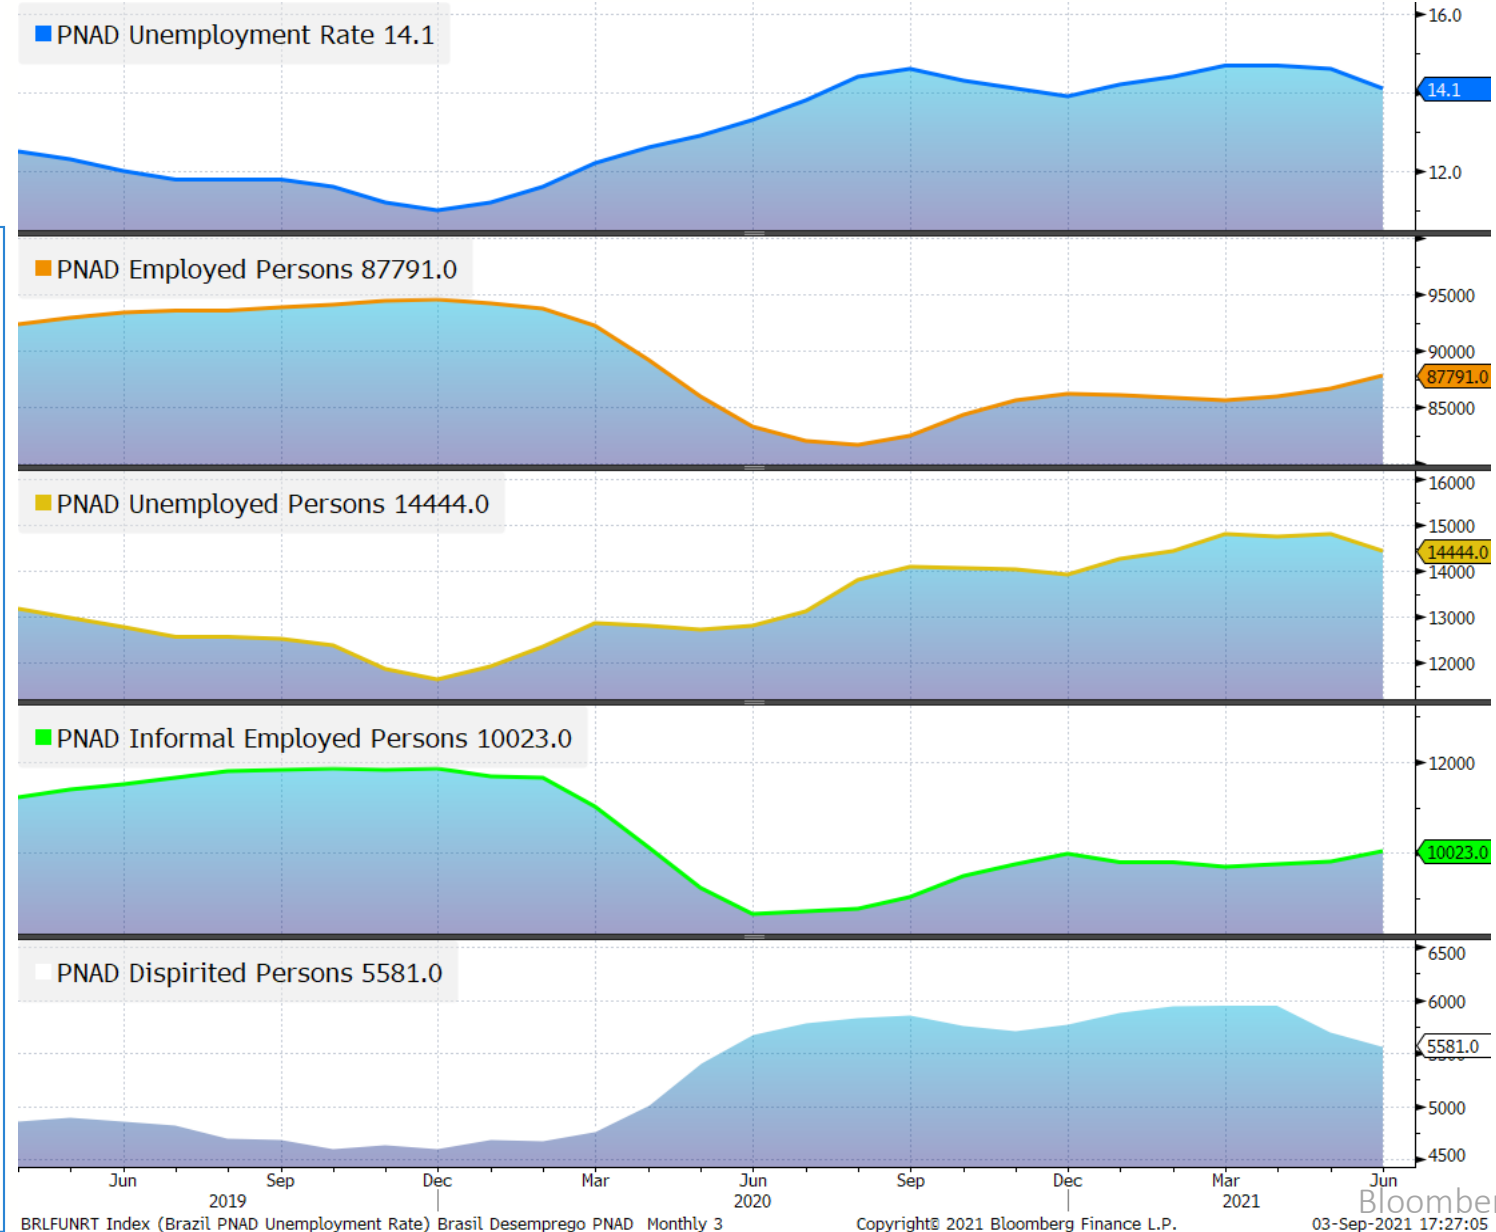 PNAD Unemployment Rate 14.1
16.0
14.1
12.0
PNAD Employed Persons 87791.0
95000
90000
87791.0
85000
PNAD Unemployed Persons 14444.0
16000
15000
14444.0
14000
13000
12000
PNAD Informal Employed Persons 10023.0
12000
10023.0
PNAD Dispirited Persons 5581.0
6500
6000
5581.0
5000
4500
Jun Sep Dec Mar Jun Sep Dec Mar Jun
2019 2020 2021
Bloomber
BRLFUNRT Index (Brazil PNAD Unemployment Rate) Brasil Desemprego PNAD Monthly 3 Copyright© 2021 Bloomberg Finance L.P. 03-Sep-2021 17:27:05